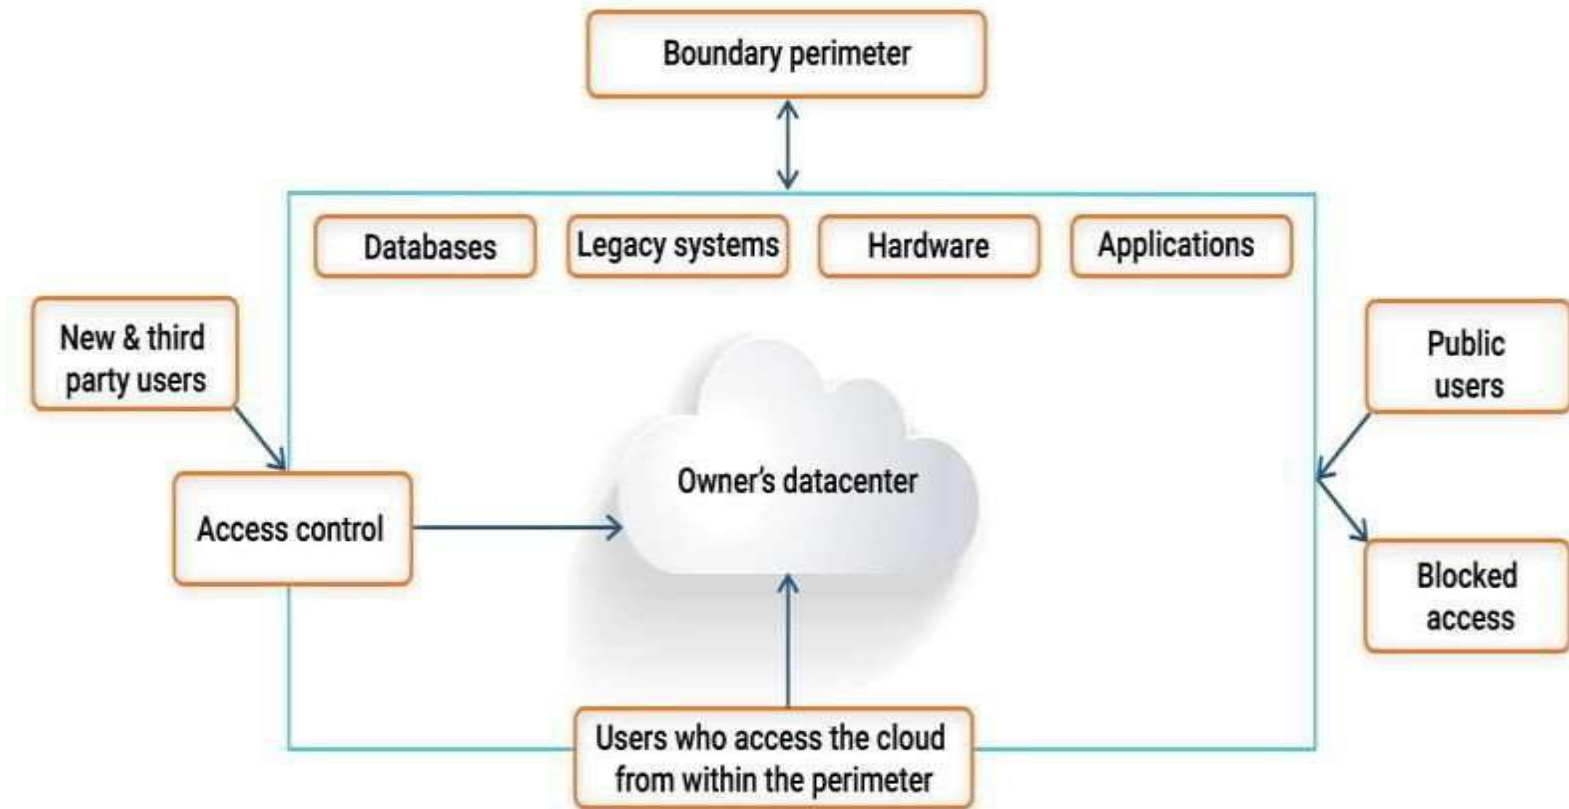 Boundary perimeter
Databases
Legacy systems
Hardware
Applications
New & third
party users
Public
users
Owner's datacenter
Access control
Blocked
access
Users who access the cloud
from within the perimeter